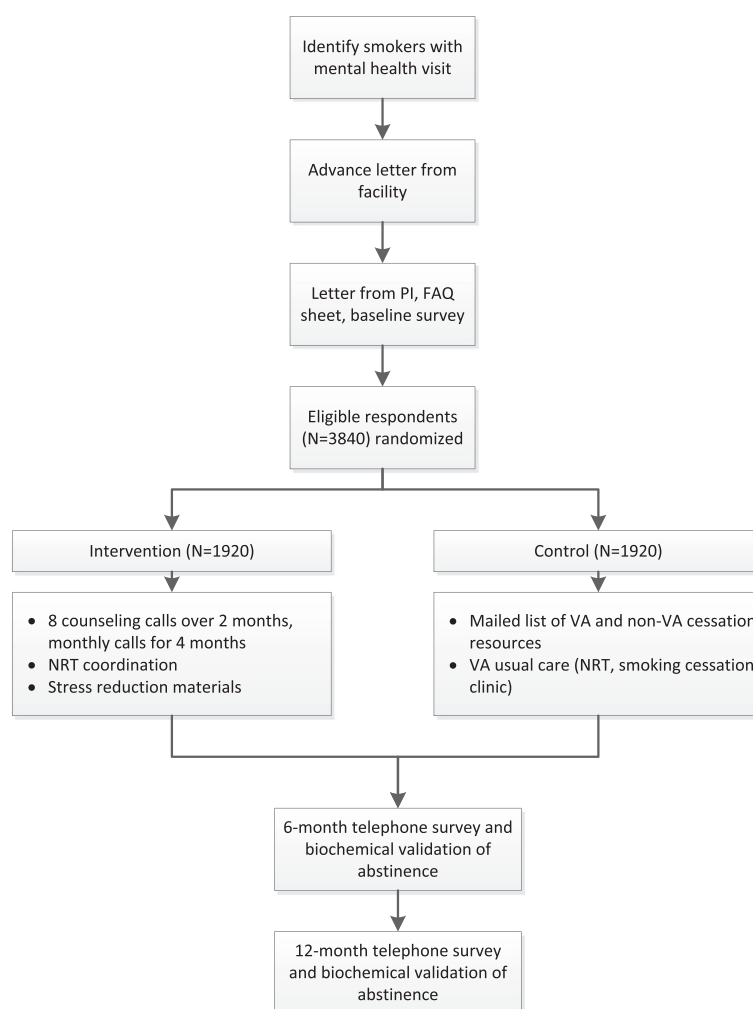 Identify smokers with
mental health visit
Advance letter from
facility
Letter from PI, FAQ
sheet, baseline survey
Eligible respondents
(N=3840) randomized
Intervention (N=1920)
• 8 counseling calls over 2 months,
monthly calls for 4 months
• NRT coordination
• Stress reduction materials
Control (N=1920)
• Mailed list of VA and non-VA cessation
resources
• VA usual care (NRT, smoking cessation
clinic)
6-month telephone survey and
biochemical validation of
abstinence
12-month telephone survey
and biochemical validation of
abstinence